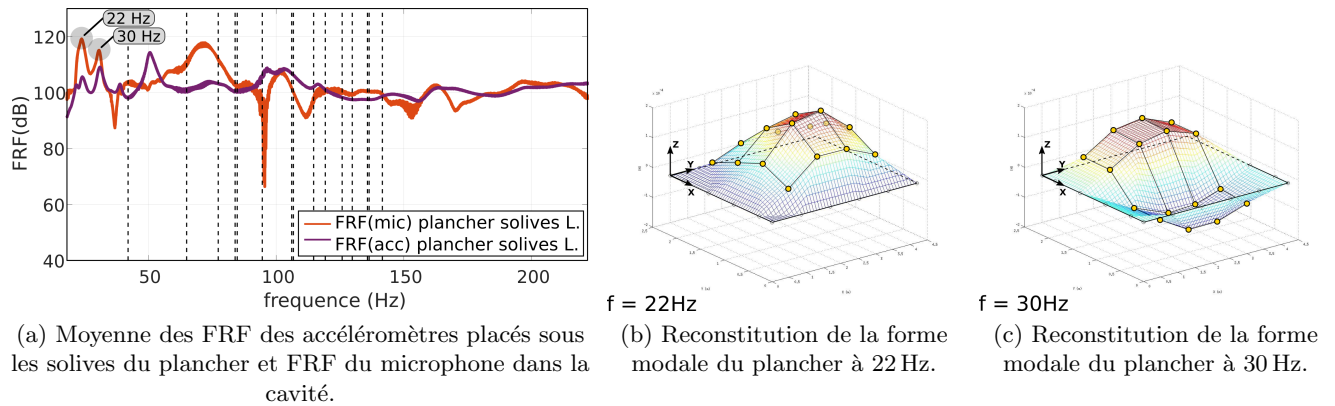 22 Hz
30 Hz
120
100
80
60
40
FRF(dB)
FRF(mic) plancher solives L.
FRF(acc) plancher solives L.
50
100
150
200
frequence (Hz)
Z
Y
X
f = 22Hz
Z
Y
X
f = 30Hz
(a) Moyenne des FRF des accéléromètres placés sous
les solives du plancher et FRF du microphone dans la
cavité.
(b) Reconstitution de la forme
modale du plancher à 22 Hz.
(c) Reconstitution de la forme
modale du plancher à 30 Hz.